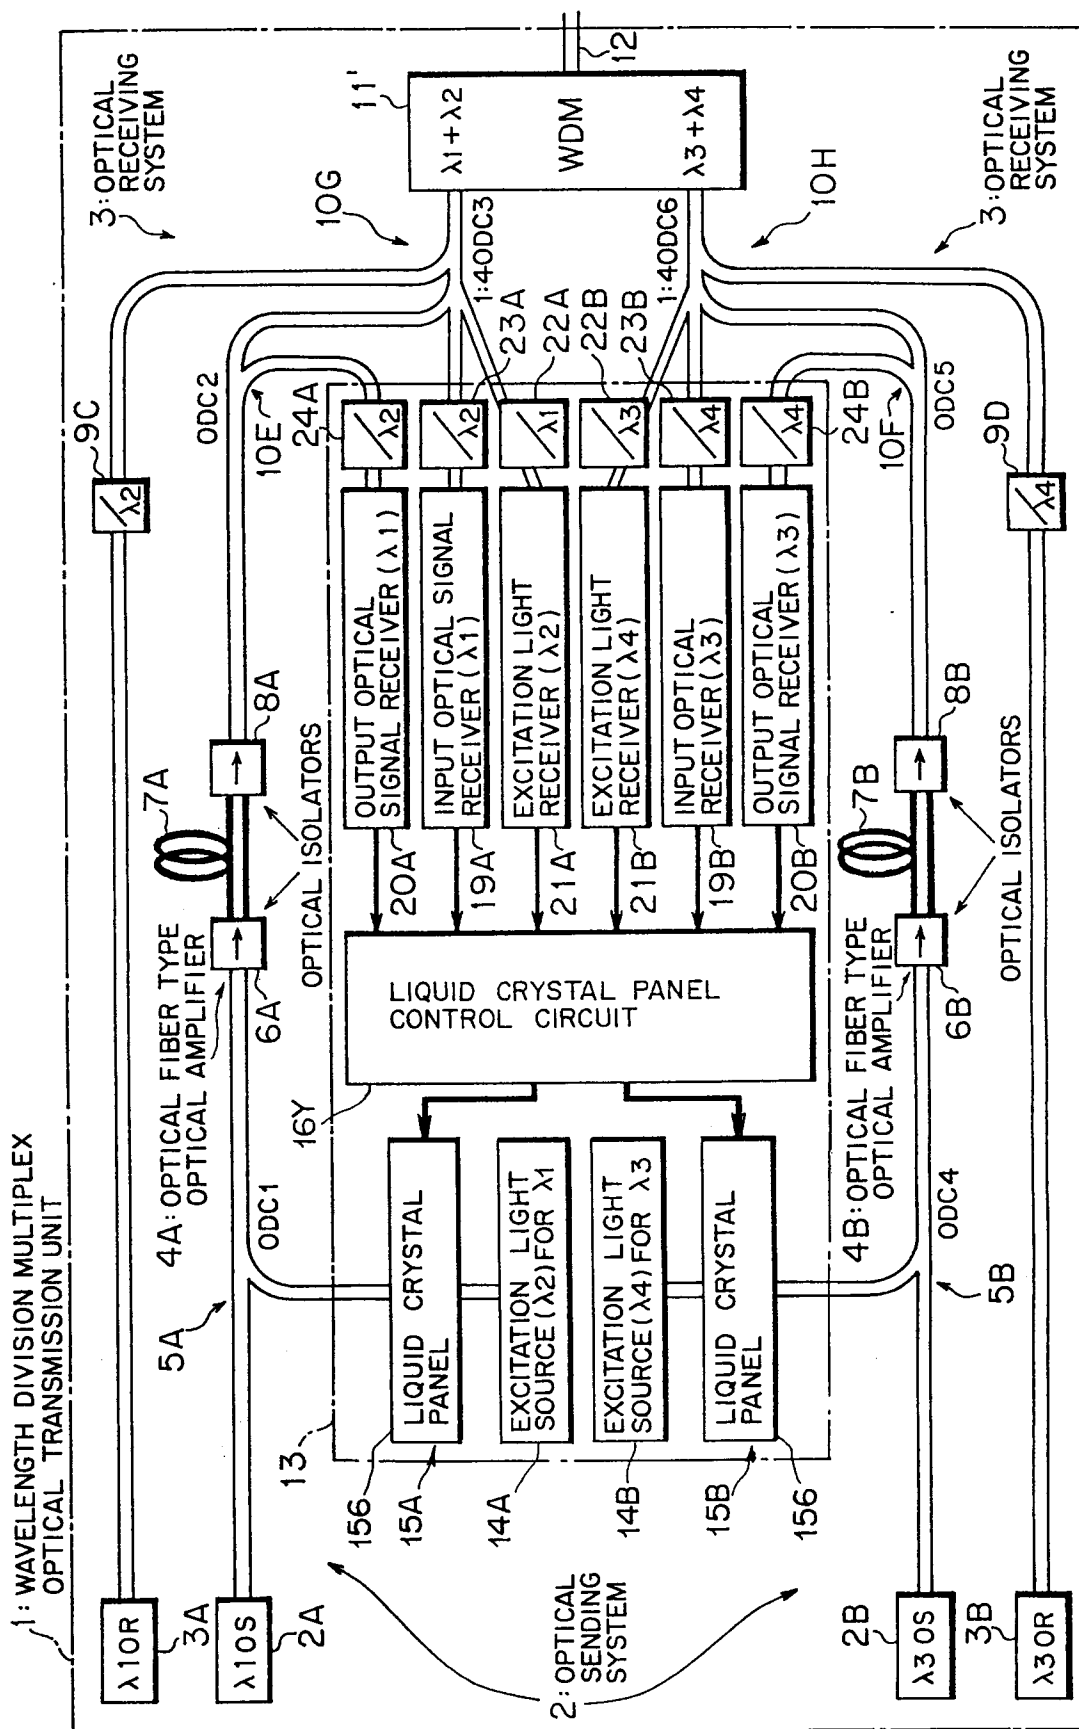 1: WAVELENGTH DIVISION MULTIPLEX
OPTICAL TRANSMISSION UNIT
3: OPTICAL
RECEIVING
SYSTEM
λ1OR
3A
9C
/λ2
11'
λ1+λ2
WDM
λ3+λ4
12
λ1OS
2A
5A
ODC1
4A: OPTICAL FIBER TYPE
OPTICAL AMPLIFIER
6A
7A
8A
OPTICAL ISOLATORS
ODC2
10E
10G
1:4ODC3
13
156
15A
LIQUID CRYSTAL
PANEL
14A
EXCITATION LIGHT
SOURCE(λ2)FOR λ1
14B
EXCITATION LIGHT
SOURCE(λ4)FOR λ3
15B
LIQUID CRYSTAL
PANEL
156
16Y
LIQUID CRYSTAL PANEL
CONTROL CIRCUIT
20A
OUTPUT OPTICAL
SIGNAL RECEIVER(λ1)
24A
/λ2
19A
INPUT OPTICAL SIGNAL
RECEIVER(λ1)
/λ2
23A
21A
EXCITATION LIGHT
RECEIVER(λ2)
/λ1
22A
21B
EXCITATION LIGHT
RECEIVER(λ4)
/λ3
22B
19B
INPUT OPTICAL
RECEIVER(λ3)
/λ4
23B
20B
OUTPUT OPTICAL
SIGNAL RECEIVER(λ3)
/λ4
24B
1:4ODC6
10H
2: OPTICAL
SENDING
SYSTEM
2B
λ3OS
5B
ODC4
4B: OPTICAL FIBER TYPE
OPTICAL AMPLIFIER
6B
7B
8B
OPTICAL ISOLATORS
10F
ODC5
3B
λ3OR
9D
/λ4
3: OPTICAL
RECEIVING
SYSTEM